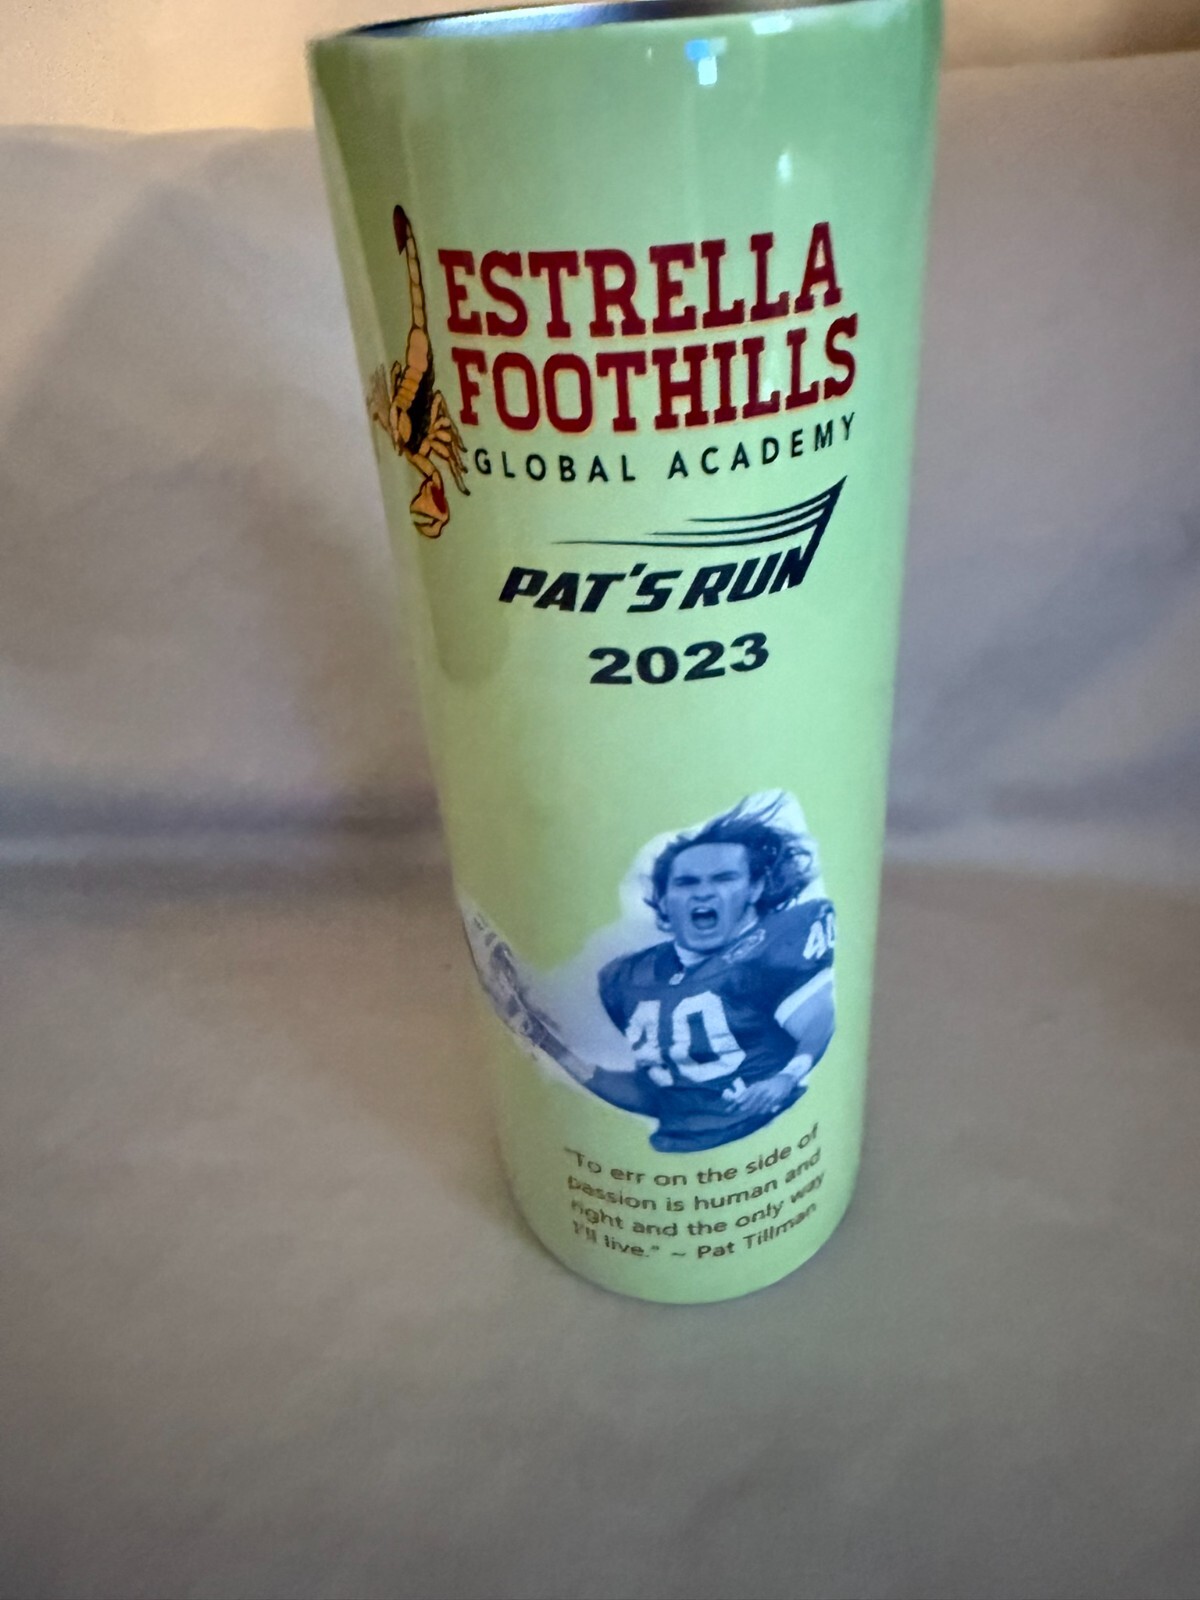 ESTRELLA
FOOTHILLS
GLOBAL ACADEMY
PAT'S RUN
2023
40
40
"To err on the side of
passion is human and
right and the only way
I'll live." ~ Pat Tillman